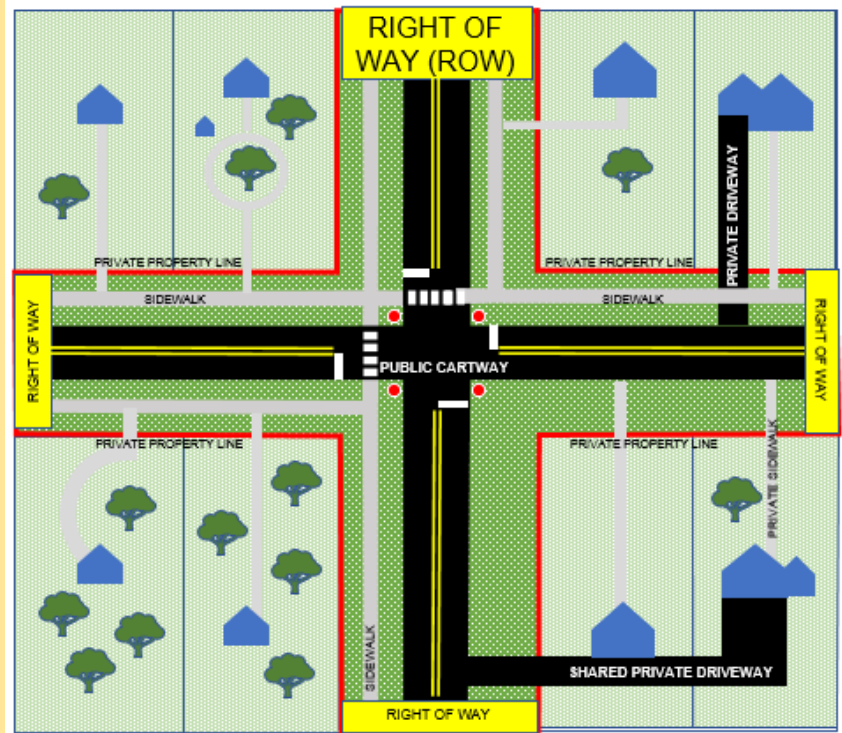 RIGHT OF
WAY (ROW)
PRIVATE DRIVEWAY
PRIVATE PROPERTY LINE
PRIVATE PROPERTY LINE
SIDEWALK
SIDEWALK
RIGHT OF WAY
RIGHT OF WAY
PUBLIC CARTWAY
PRIVATE PROPERTY LINE
PRIVATE PROPERTY LINE
PRIVATE SIDEWALK
SIDEWALK
SHARED PRIVATE DRIVEWAY
RIGHT OF WAY